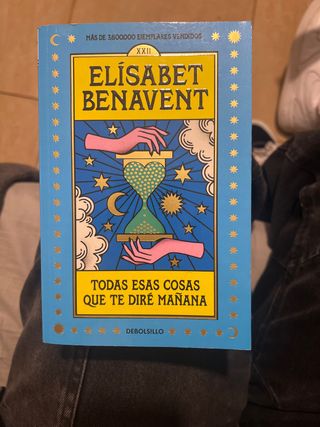 MÁS DE 3.600.000 EJEMPLARES VENDIDOS
XXII
ELÍSABET
BENAVENT
TODAS ESAS COSAS
QUE TE DIRÉ MAÑANA
DEBOLSILLO